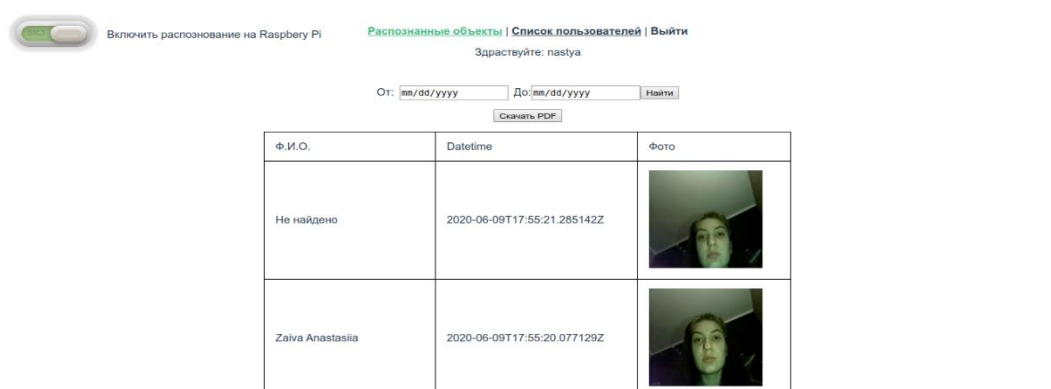 Включить распознование на Raspbery Pi
Распознанные объекты | Список пользователей | Выйти
Здраствуйте: nastya
От: mm/dd/yyyy До: mm/dd/yyyy Найти
Скачать PDF
Ф.И.О. Datetime Фото
Не найдено 2020-06-09T17:55:21.285142Z
Zaiva Anastasiia 2020-06-09T17:55:20.077129Z